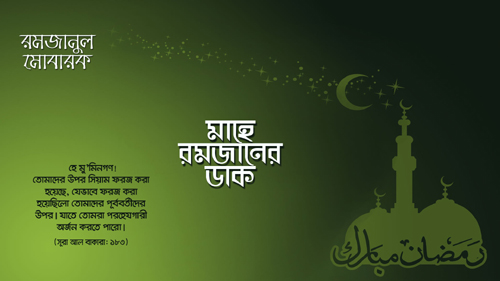 রমজানুল
মোবারক
মাহে
রমজানের
ডাক
হে মু'মিনগণ।
তোমাদের উপর সিয়াম ফরজ করা
হয়েছে, যেভাবে ফরজ করা
হয়েছিলো তোমাদের পূর্ববর্তীদের
উপর। যাতে তোমরা পরহেযগারী
অর্জন করতে পারো।
(সুরা আল বাকারা: ১৮৩)
رمضان مبارك